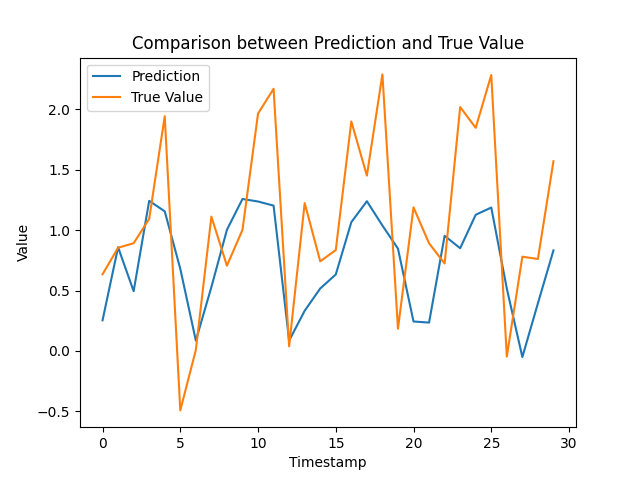 Comparison between Prediction and True Value
Prediction
True Value
2.0
1.5
1.0
0.5
0.0
−0.5
Value
0 5 10 15 20 25 30
Timestamp